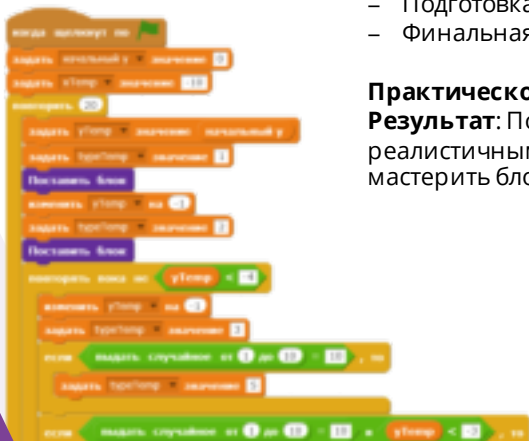 – Подготовка
– Финальная
Практическо
Результат: По
реалистичным
мастерить бло
когда щелкнут по
задать начальный y значение 0
задать xTemp значение -10
повторить 20
задать yTemp значение начальный y
задать typeTemp значение 1
Поставить блок
изменить yTemp на -1
задать typeTemp значение 2
Поставить блок
повторять пока не yTemp < -4
изменить yTemp на -1
задать typeTemp значение 3
если выдать случайное от 1 до 10 = 10 , то
задать typeTemp значение 5
если выдать случайное от 1 до 10 = 10 и yTemp < -3 , то